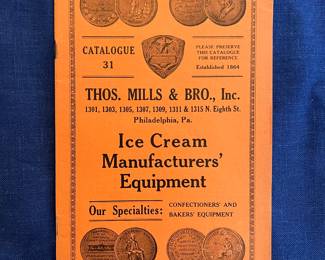 CATALOGUE
31
PLEASE PRESERVE
THIS CATALOGUE
FOR REFERENCE
Established 1864
THOS. MILLS & BRO., Inc.
1301, 1303, 1305, 1307, 1309, 1311 & 1315 N. Eighth St.
Philadelphia, Pa.
Ice Cream
Manufacturers'
Equipment
Our Specialties:
CONFECTIONERS' AND
BAKERS' EQUIPMENT